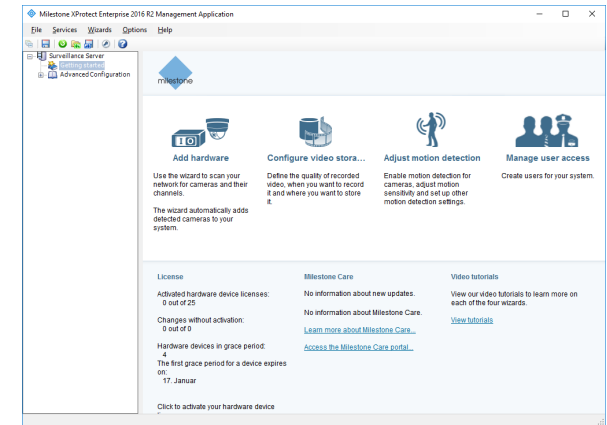 Milestone XProtect Enterprise 2016 R2 Management Application
File Services Wizards Options Help
Surveillance Server
Getting started
Advanced Configuration
milestone
Add hardware
Use the wizard to scan your
network for cameras and their
channels.
The wizard automatically adds
detected cameras to your
system.
Configure video stora...
Define the quality of recorded
video, when you want to record
it and where you want to store
it.
Adjust motion detection
Enable motion detection for
cameras, adjust motion
sensitivity and set up other
motion detection settings.
Manage user access
Create users for your system.
License
Activated hardware device licenses:
0 out of 25
Changes without activation:
0 out of 0
Hardware devices in grace period:
4
The first grace period for a device expires
on:
17. Januar
Click to activate your hardware device
Milestone Care
No information about new updates.
No information about Milestone Care.
Learn more about Milestone Care...
Access the Milestone Care portal...
Video tutorials
View our video tutorials to learn more on
each of the four wizards.
View tutorials